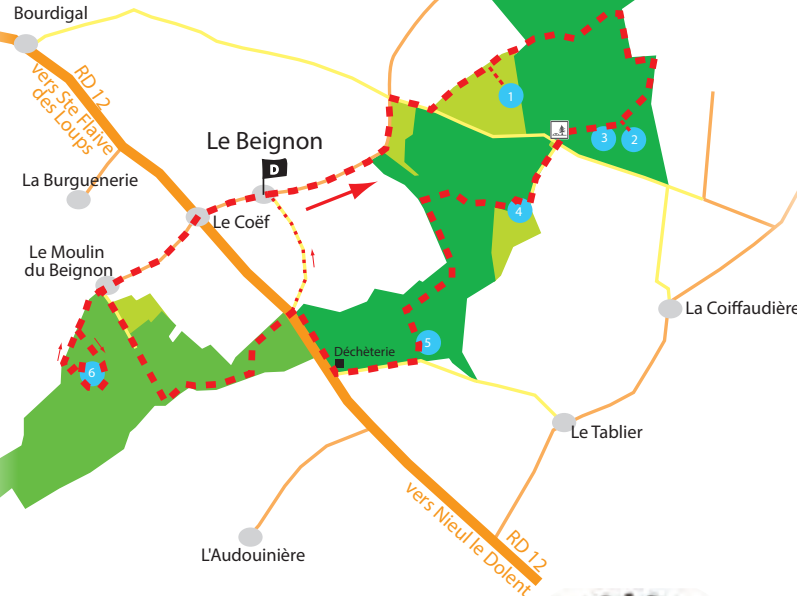 Bourdigal
RD 12
vers Ste Flaive
des Loups
1
3
2
Le Beignon
D
La Burguenerie
Le Coëf
4
Le Moulin
du Beignon
La Coiffaudière
5
Déchèterie
6
Le Tablier
vers Nieul le Dolent
RD 12
L'Audouinière